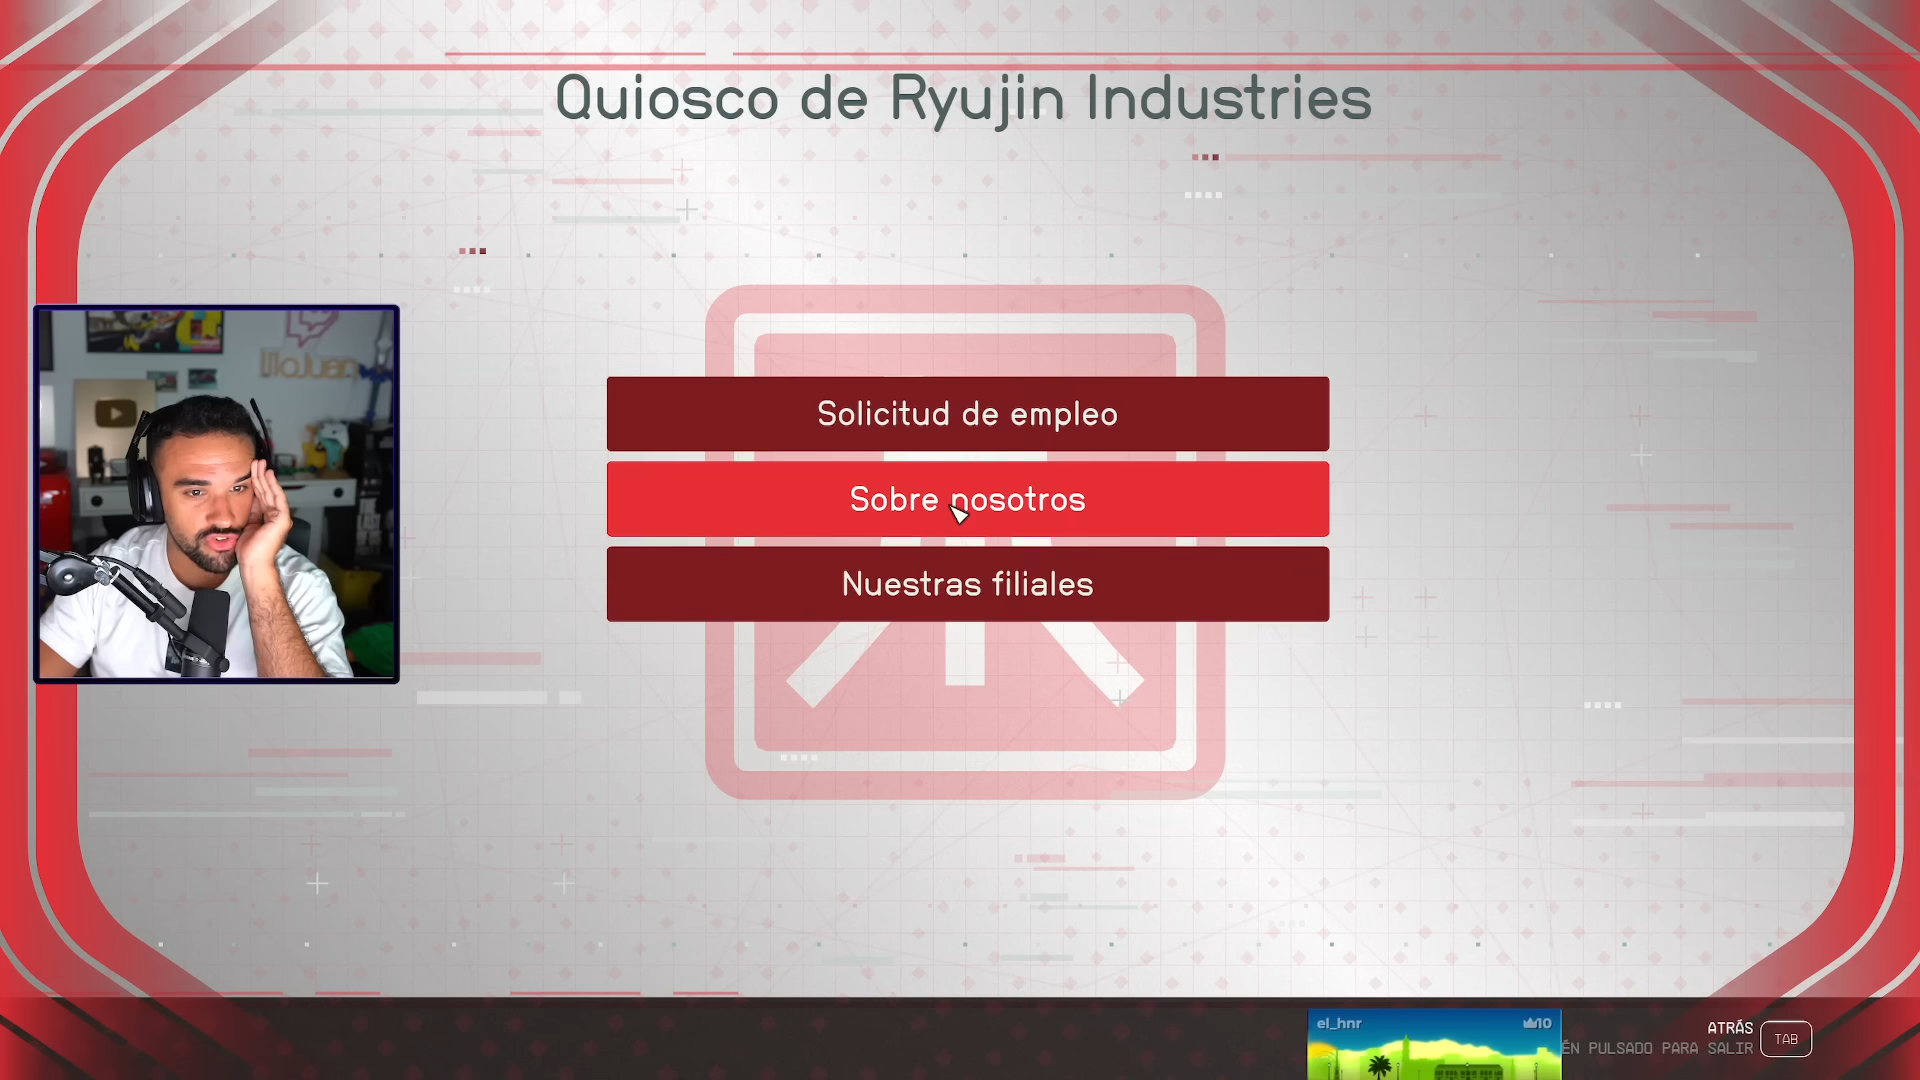 Quiosco de Ryujin Industries
Solicitud de empleo
Sobre nosotros
Nuestras filiales
el_hnr
10
ATRÁS
ÉN PULSADO PARA SALIR
TAB